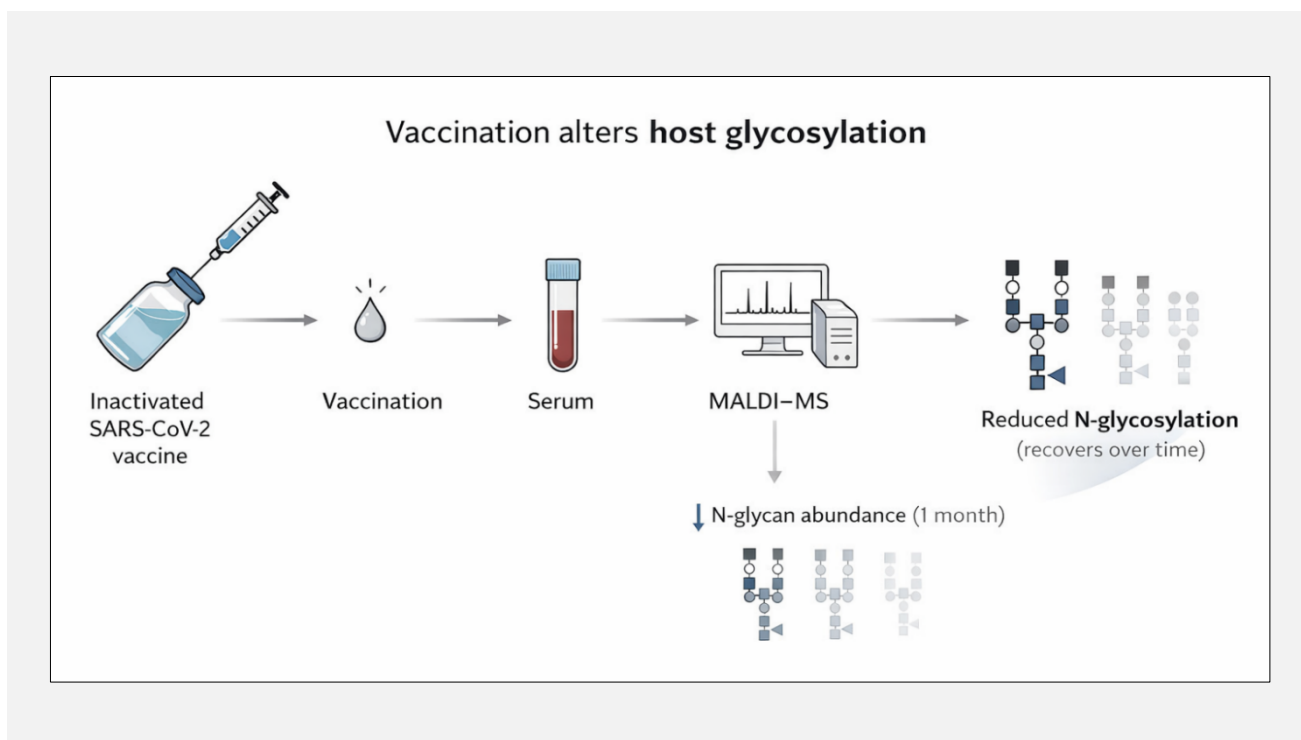 Vaccination alters host glycosylation
Inactivated
SARS-CoV-2
vaccine
Vaccination
Serum
MALDI–MS
Reduced N-glycosylation
(recovers over time)
↓ N-glycan abundance (1 month)